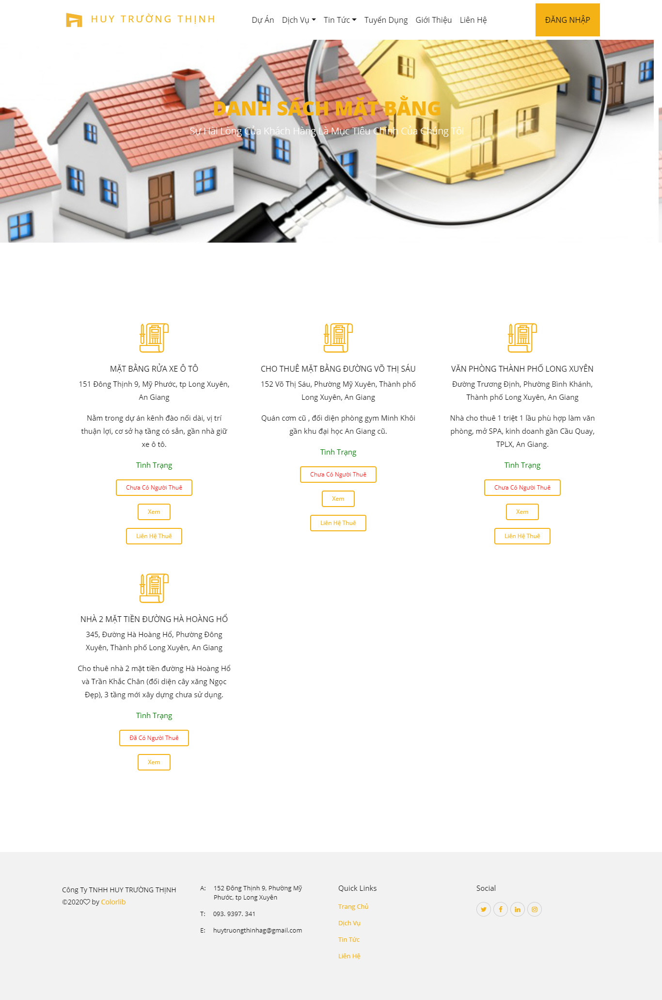 HUY TRƯỜNG THỊNH
Dự Án Dịch Vụ Tin Tức Tuyển Dụng Giới Thiệu Liên Hệ
ĐĂNG NHẬP
DANH SÁCH MẶT BẰNG
Sự Hài Lòng Của Khách Hàng Là Mục Tiêu Chính Của Chúng Tôi
MẶT BẰNG RỬA XE Ô TÔ
151 Đông Thịnh 9, Mỹ Phước, tp Long Xuyên,
An Giang
Nằm trong dự án kênh đào nối dài, vị trí
thuận lợi, cơ sở hạ tầng có sẳn, gần nhà giữ
xe ô tô.
Tình Trạng
Chưa Có Người Thuê
Xem
Liên Hệ Thuê
CHO THUÊ MẶT BẰNG ĐƯỜNG VÕ THỊ SÁU
152 Võ Thị Sáu, Phường Mỹ Xuyên, Thành phố
Long Xuyên, An Giang
Quán cơm cũ , đối diện phòng gym Minh Khôi
gần khu đại học An Giang cũ.
Tình Trạng
Chưa Có Người Thuê
Xem
Liên Hệ Thuê
VĂN PHÒNG THÀNH PHỐ LONG XUYÊN
Đường Trương Định, Phường Bình Khánh,
Thành phố Long Xuyên, An Giang
Nhà cho thuê 1 triệt 1 lầu phù hợp làm văn
phòng, mở SPA, kinh doanh gần Cầu Quay,
TPLX, An Giang.
Tình Trạng
Chưa Có Người Thuê
Xem
Liên Hệ Thuê
NHÀ 2 MẶT TIỀN ĐƯỜNG HÀ HOÀNG HỔ
345, Đường Hà Hoàng Hổ, Phường Đông
Xuyên, Thành phố Long Xuyên, An Giang
Cho thuê nhà 2 mặt tiền đường Hà Hoàng Hổ
và Trần Khắc Chân (đối diện cây xăng Ngọc
Đẹp), 3 tầng mới xây dựng chưa sử dụng.
Tình Trạng
Đã Có Người Thuê
Xem
Công Ty TNHH HUY TRƯỜNG THỊNH
©2020 by Colorlib
A: 152 Đông Thịnh 9, Phường Mỹ
Phước, tp Long Xuyên
T: 093. 9397. 341
E: huytruongthinhag@gmail.com
Quick Links
Trang Chủ
Dịch Vụ
Tin Tức
Liên Hệ
Social